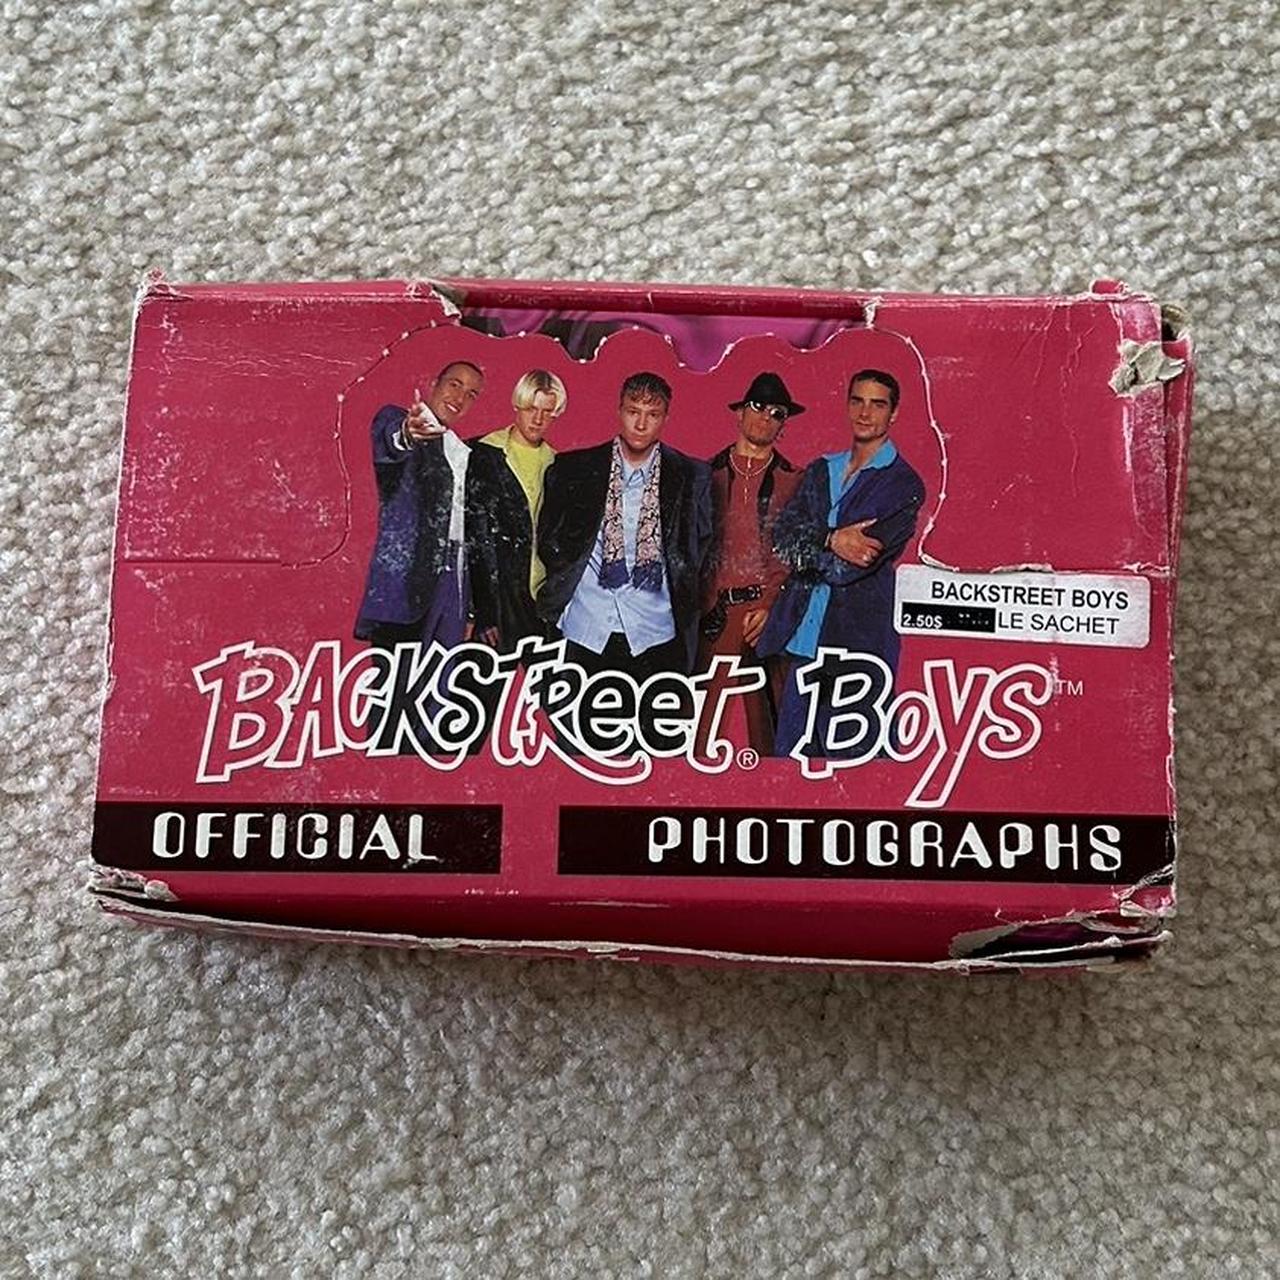 BACKSTREET BOYS
2.50$ LE SACHET
BACKSTREET® BOYS™
OFFICIAL PHOTOGRAPHS